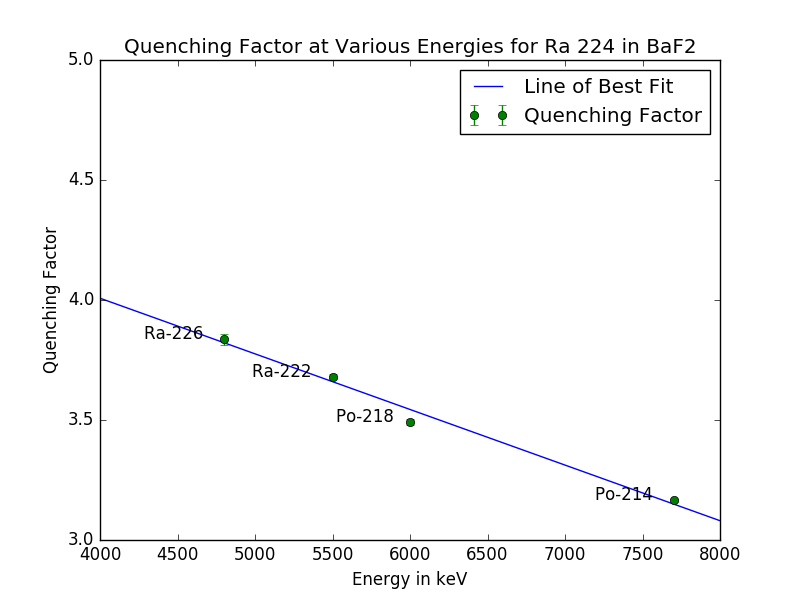 Quenching Factor at Various Energies for Ra 224 in BaF2
Line of Best Fit
Quenching Factor
5.0
4.5
4.0
3.5
3.0
Quenching Factor
Ra-226
Ra-222
Po-218
Po-214
4000 4500 5000 5500 6000 6500 7000 7500 8000
Energy in keV